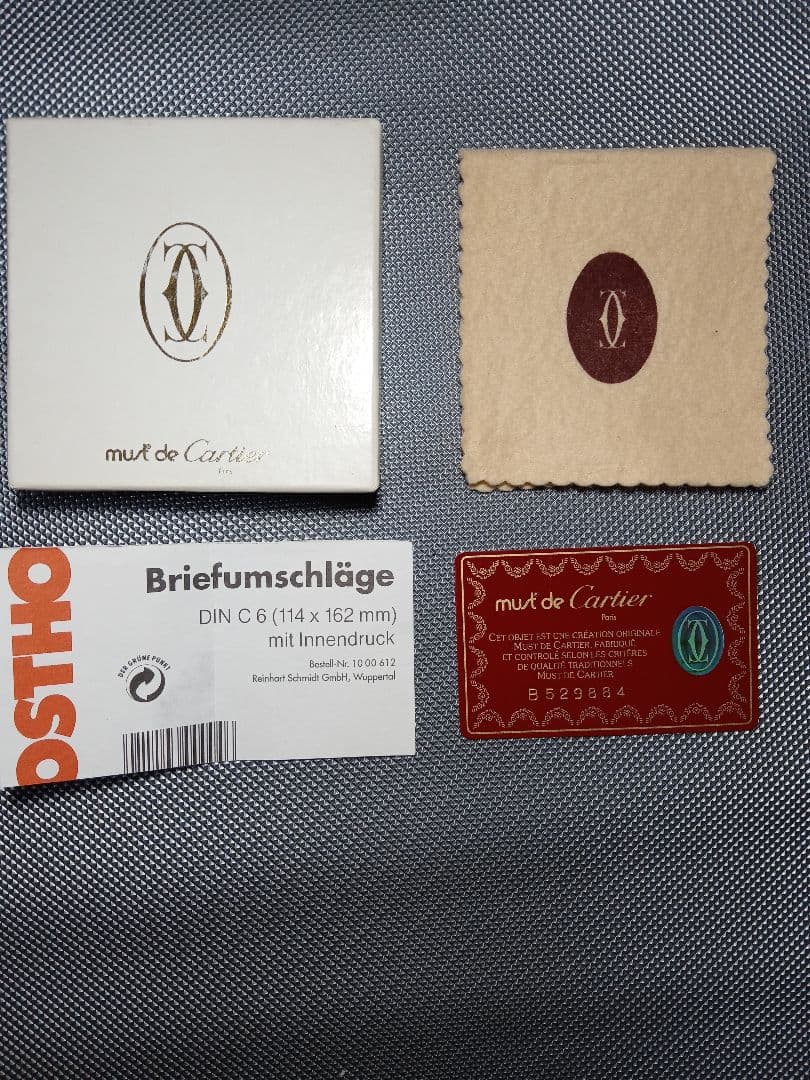 must de Cartier
Paris
POSTHO
Briefumschläge
DIN C 6 (114 x 162 mm)
mit Innendruck
Bestell-Nr. 10 00 612
Reinhart Schmidt GmbH, Wuppertal
DER GRÜNE PUNKT
must de Cartier
Paris
CET OBJET EST UNE CRÉATION ORIGINALE
MUST DE CARTIER, FABRIQUÉ
ET CONTROLÉ SELON LES CRITÈRES
DE QUALITÉ TRADITIONNELS
MUST DE CARTIER
B529884